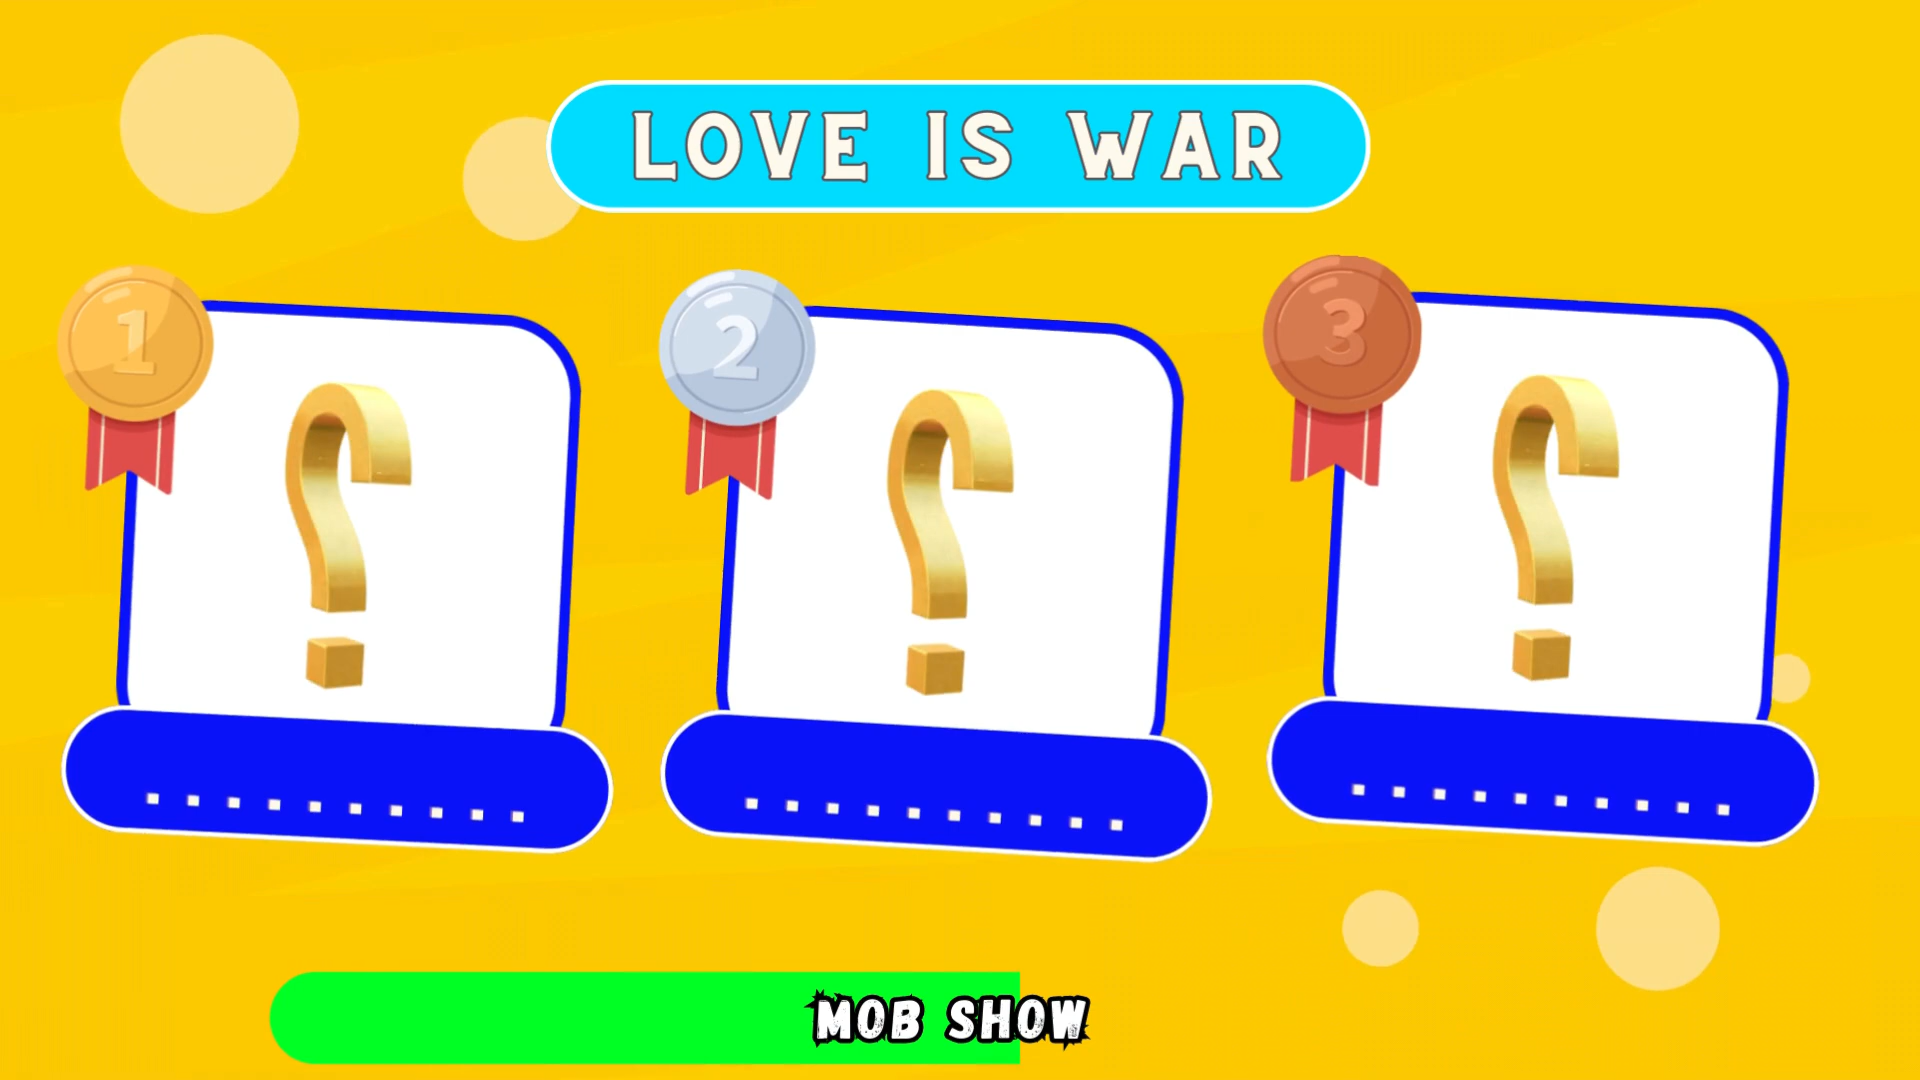 LOVE IS WAR
1
2
3
?
?
?
. . . . . . . . . .
. . . . . . . . . .
. . . . . . . . . .
MOB SHOW